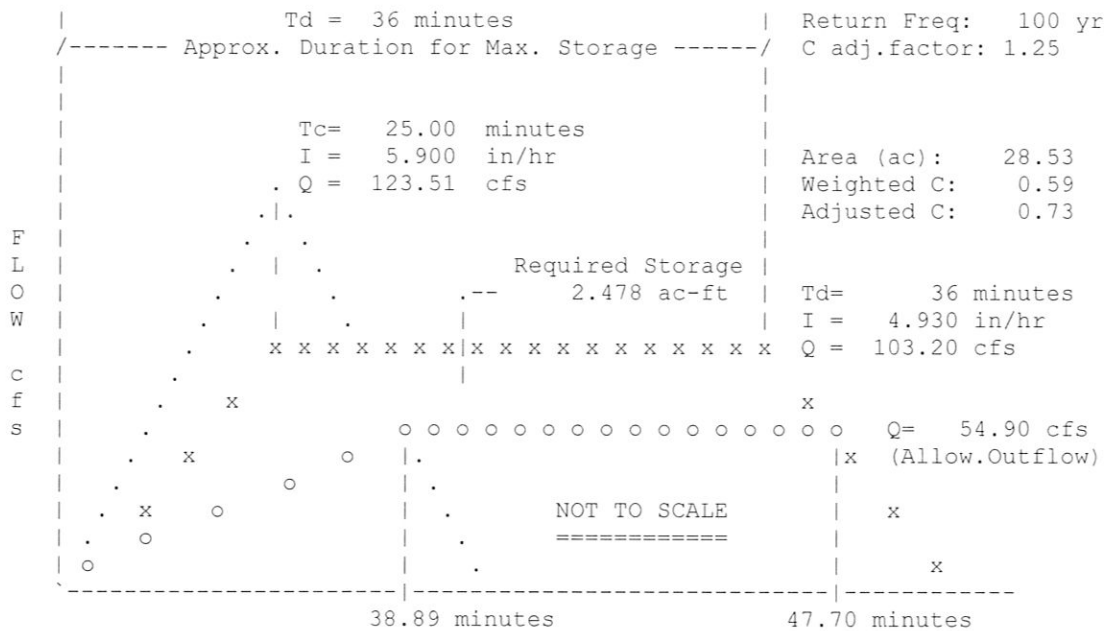 Td = 36 minutes Return Freq: 100 yr
/------- Approx. Duration for Max. Storage ------/ C adj.factor: 1.25
Tc= 25.00 minutes
I = 5.900 in/hr Area (ac): 28.53
Q = 123.51 cfs Weighted C: 0.59
Adjusted C: 0.73
F
L Required Storage
O 2.478 ac-ft Td= 36 minutes
W I = 4.930 in/hr
x x x x x x x x x x x x x x x x x x Q = 103.20 cfs
c
f x x
s o o o o o o o o o o o o o o o o Q= 54.90 cfs
x o x (Allow.Outflow)
o
x o NOT TO SCALE x
o ============
o x
38.89 minutes 47.70 minutes